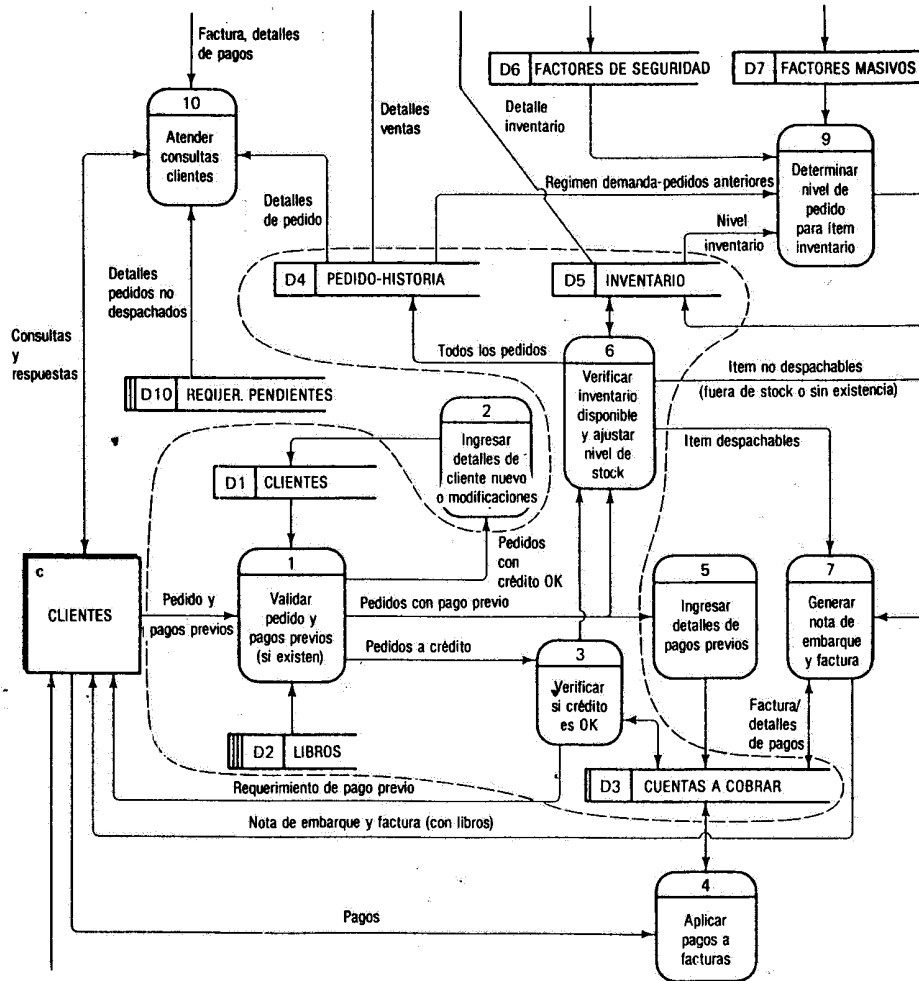 Factura, detalles
de pagos
10
Atender
consultas
clientes
Detalles
ventas
D6 FACTORES DE SEGURIDAD
D7 FACTORES MASIVOS
Detalle
inventario
9
Determinar
nivel de
pedido
para ítem
inventario
Regimen demanda-pedidos anteriores
Detalles
de pedido
Nivel
inventario
Detalles
pedidos no
despachados
D4 PEDIDO-HISTORIA
D5 INVENTARIO
Consultas
y
respuestas
Todos los pedidos
6
Verificar
inventario
disponible
y ajustar
nivel de
stock
Item no despachables
(fuera de stock o sin existencia)
D10 REQUER. PENDIENTES
2
Ingresar
detalles de
cliente nuevo
o modificaciones
Item despachables
D1 CLIENTES
Pedidos
con
crédito OK
c
CLIENTES
Pedido y
pagos previos
1
Validar
pedido y
pagos previos
(si existen)
Pedidos con pago previo
5
Ingresar
detalles de
pagos previos
7
Generar
nota de
embarque
y factura
Pedidos a crédito
3
Verificar
si crédito
es OK
Factura/
detalles
de pagos
D2 LIBROS
D3 CUENTAS A COBRAR
Requerimiento de pago previo
Nota de embarque y factura (con libros)
4
Aplicar
pagos a
facturas
Pagos